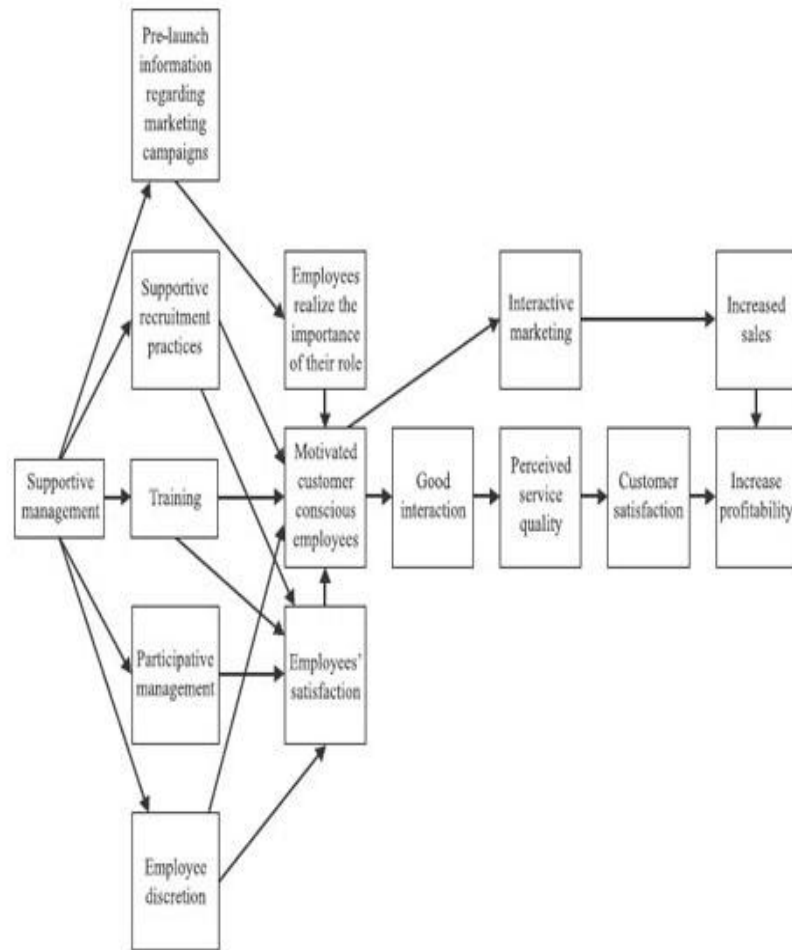 Pre-launch
information
regarding
marketing
campaigns
Supportive
recruitment
practices
Employees
realize the
importance
of their role
Interactive
marketing
Increased
sales
Supportive
management
Training
Motivated
customer
conscious
employees
Good
interaction
Perceived
service
quality
Customer
satisfaction
Increase
profitability
Participative
management
Employees'
satisfaction
Employee
discretion